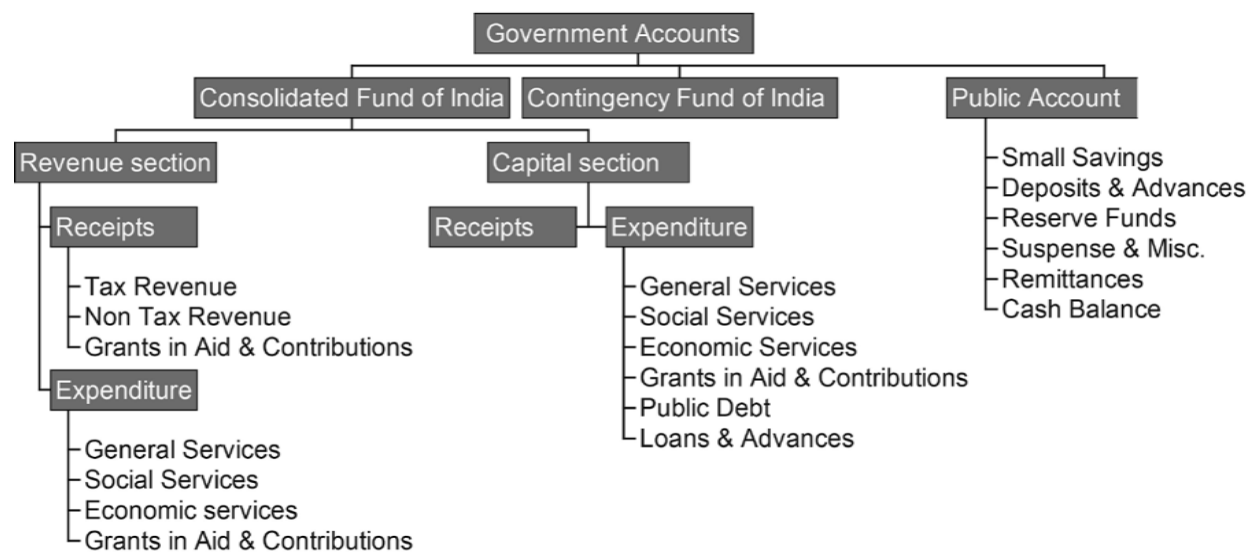 Government Accounts
Consolidated Fund of India
Contingency Fund of India
Public Account
Small Savings
Deposits & Advances
Reserve Funds
Suspense & Misc.
Remittances
Cash Balance
Revenue section
Receipts
Tax Revenue
Non Tax Revenue
Grants in Aid & Contributions
Expenditure
General Services
Social Services
Economic services
Grants in Aid & Contributions
Capital section
Receipts
Expenditure
General Services
Social Services
Economic Services
Grants in Aid & Contributions
Public Debt
Loans & Advances